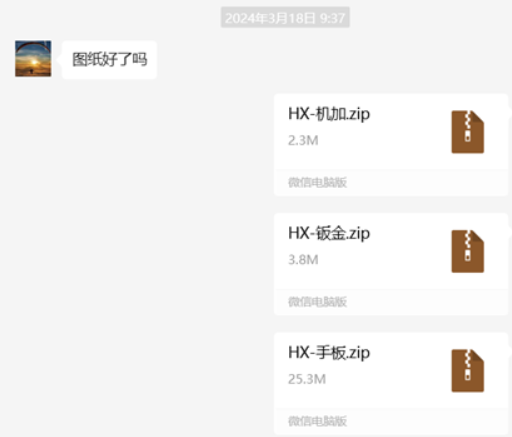 2024年3月18日 9:37
图纸好了吗
HX-机加.zip
2.3M
微信电脑版
HX-钣金.zip
3.8M
微信电脑版
HX-手板.zip
25.3M
微信电脑版